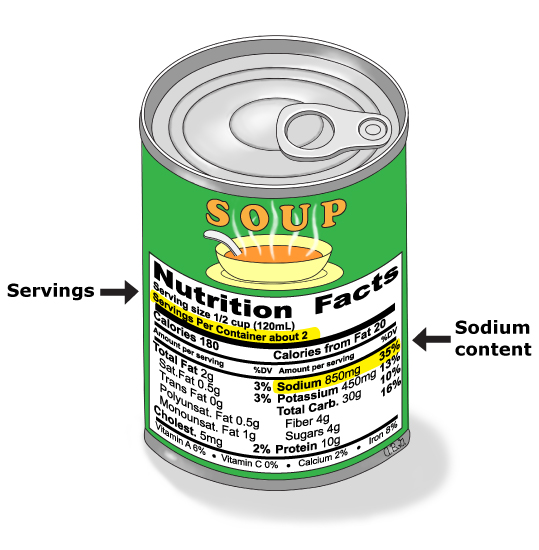 SOUP
Nutrition Facts
Serving size 1/2 cup (120mL)
Servings Per Container about 2
Calories 180
Calories from Fat 20
Amount per serving
%DV
Total Fat 2g 3%
Sat.Fat 0.5g 3%
Trans Fat 0g
Polyunsat. Fat 0.5g
Monounsat. Fat 1g
Cholest. 5mg 2%
Amount per serving
%DV
Sodium 850mg 35%
Potassium 450mg 13%
Total Carb. 30g 10%
Fiber 4g 16%
Sugars 4g
Protein 10g
Vitamin A 6% • Vitamin C 0% • Calcium 2% • Iron 8%
Servings
Sodium
content